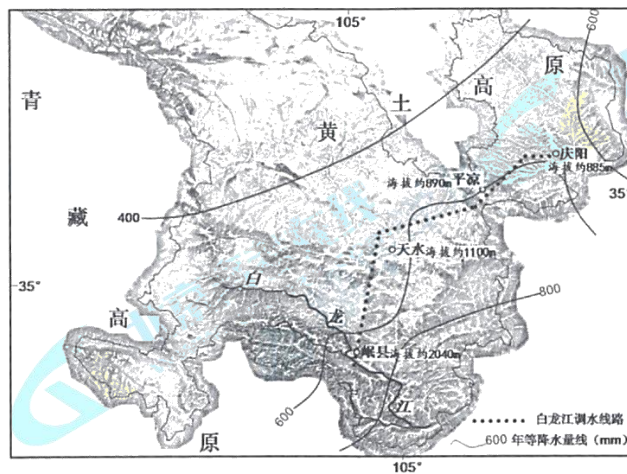 105°
600
青
原
高
土
黄
庆阳
海拔约885m
平凉
海拔约890m
35°
藏
400
天水海拔约1100m
35°
白
800
高
龙
岷县海拔约2040m
600
江
原
白龙江调水线路
600 年等降水量线（mm）
105°